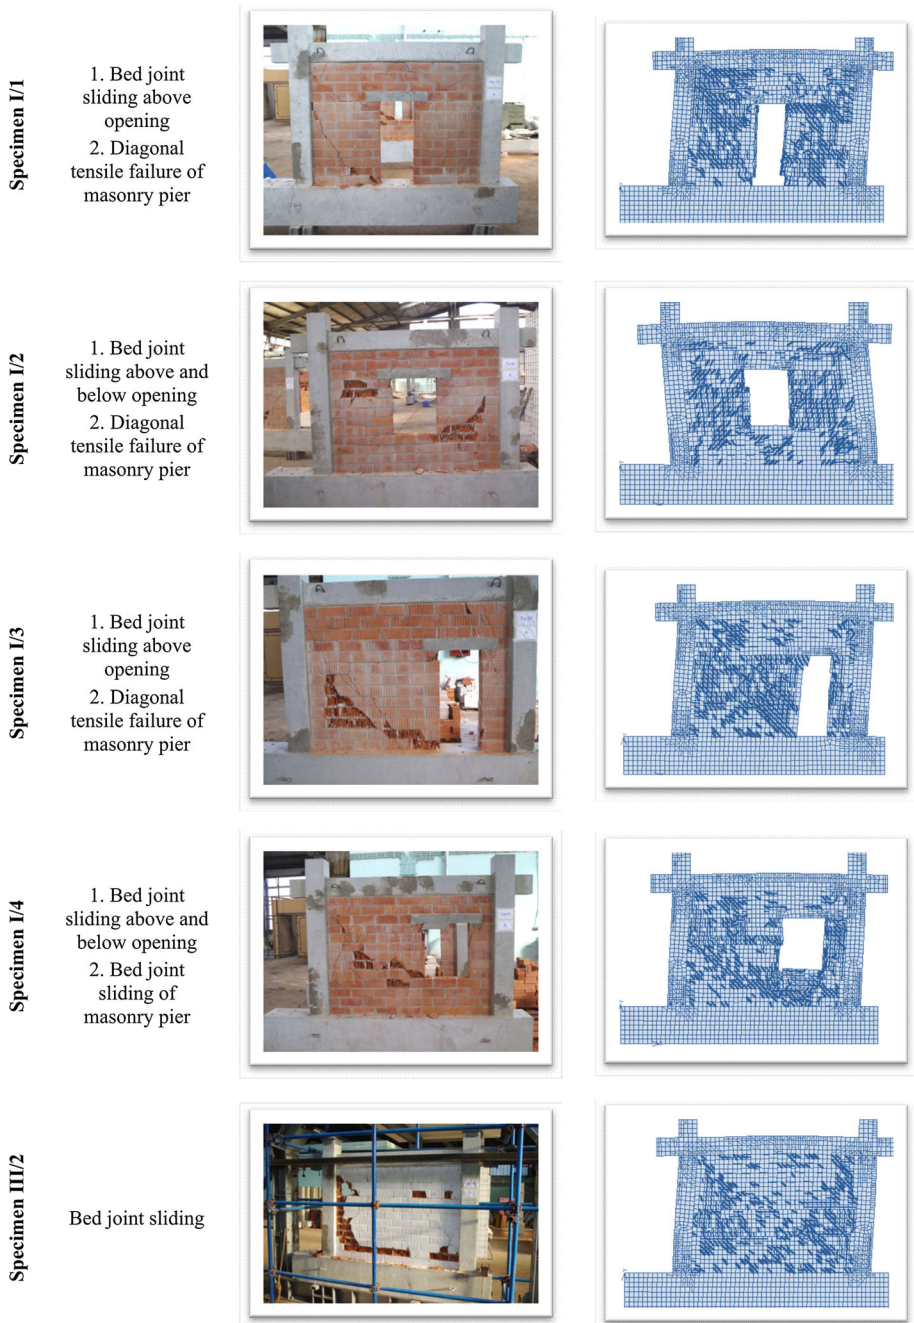 Specimen I/1
1. Bed joint
sliding above
opening
2. Diagonal
tensile failure of
masonry pier
Specimen I/2
1. Bed joint
sliding above and
below opening
2. Diagonal
tensile failure of
masonry pier
Specimen I/3
1. Bed joint
sliding above
opening
2. Diagonal
tensile failure of
masonry pier
Specimen I/4
1. Bed joint
sliding above and
below opening
2. Bed joint
sliding of
masonry pier
Specimen III/2
Bed joint sliding